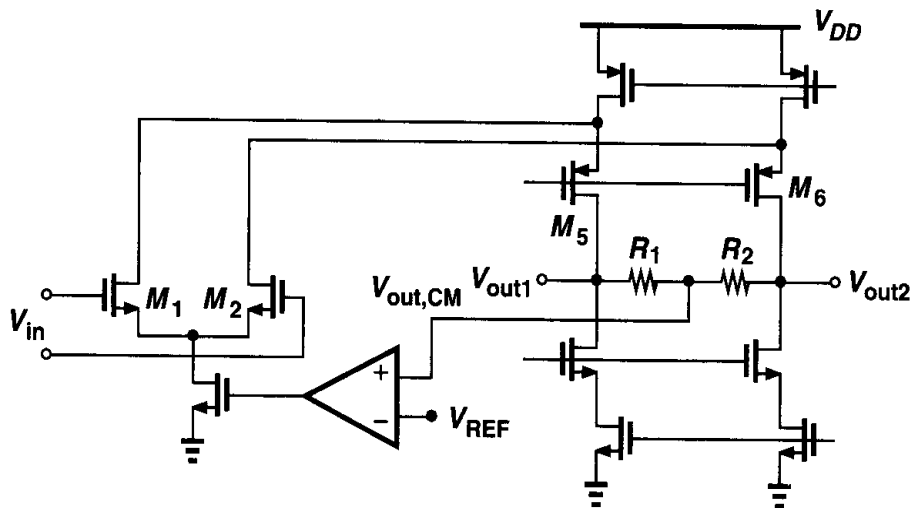 V_DD
M_5
M_6
R_1
R_2
V_out1
V_out2
V_out,CM
M_1
M_2
V_in
+
−
V_REF